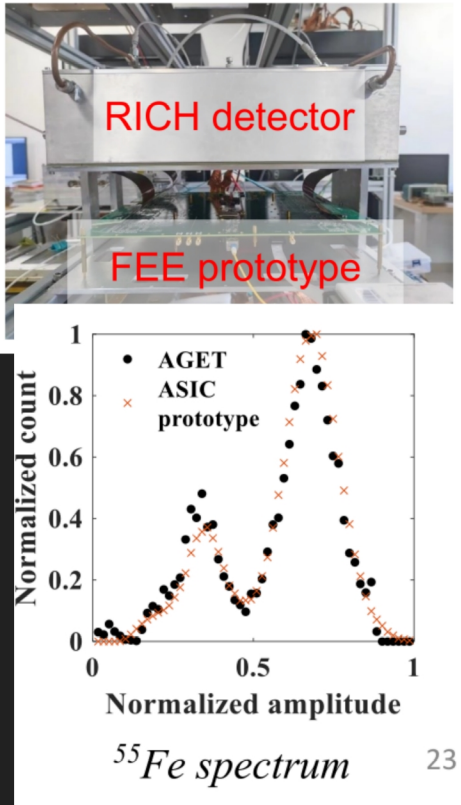 RICH detector
FEE prototype
AGET
ASIC
prototype
Normalized count
1
0.8
0.6
0.4
0.2
0
0
0.5
1
Normalized amplitude
⁵⁵Fe spectrum
23